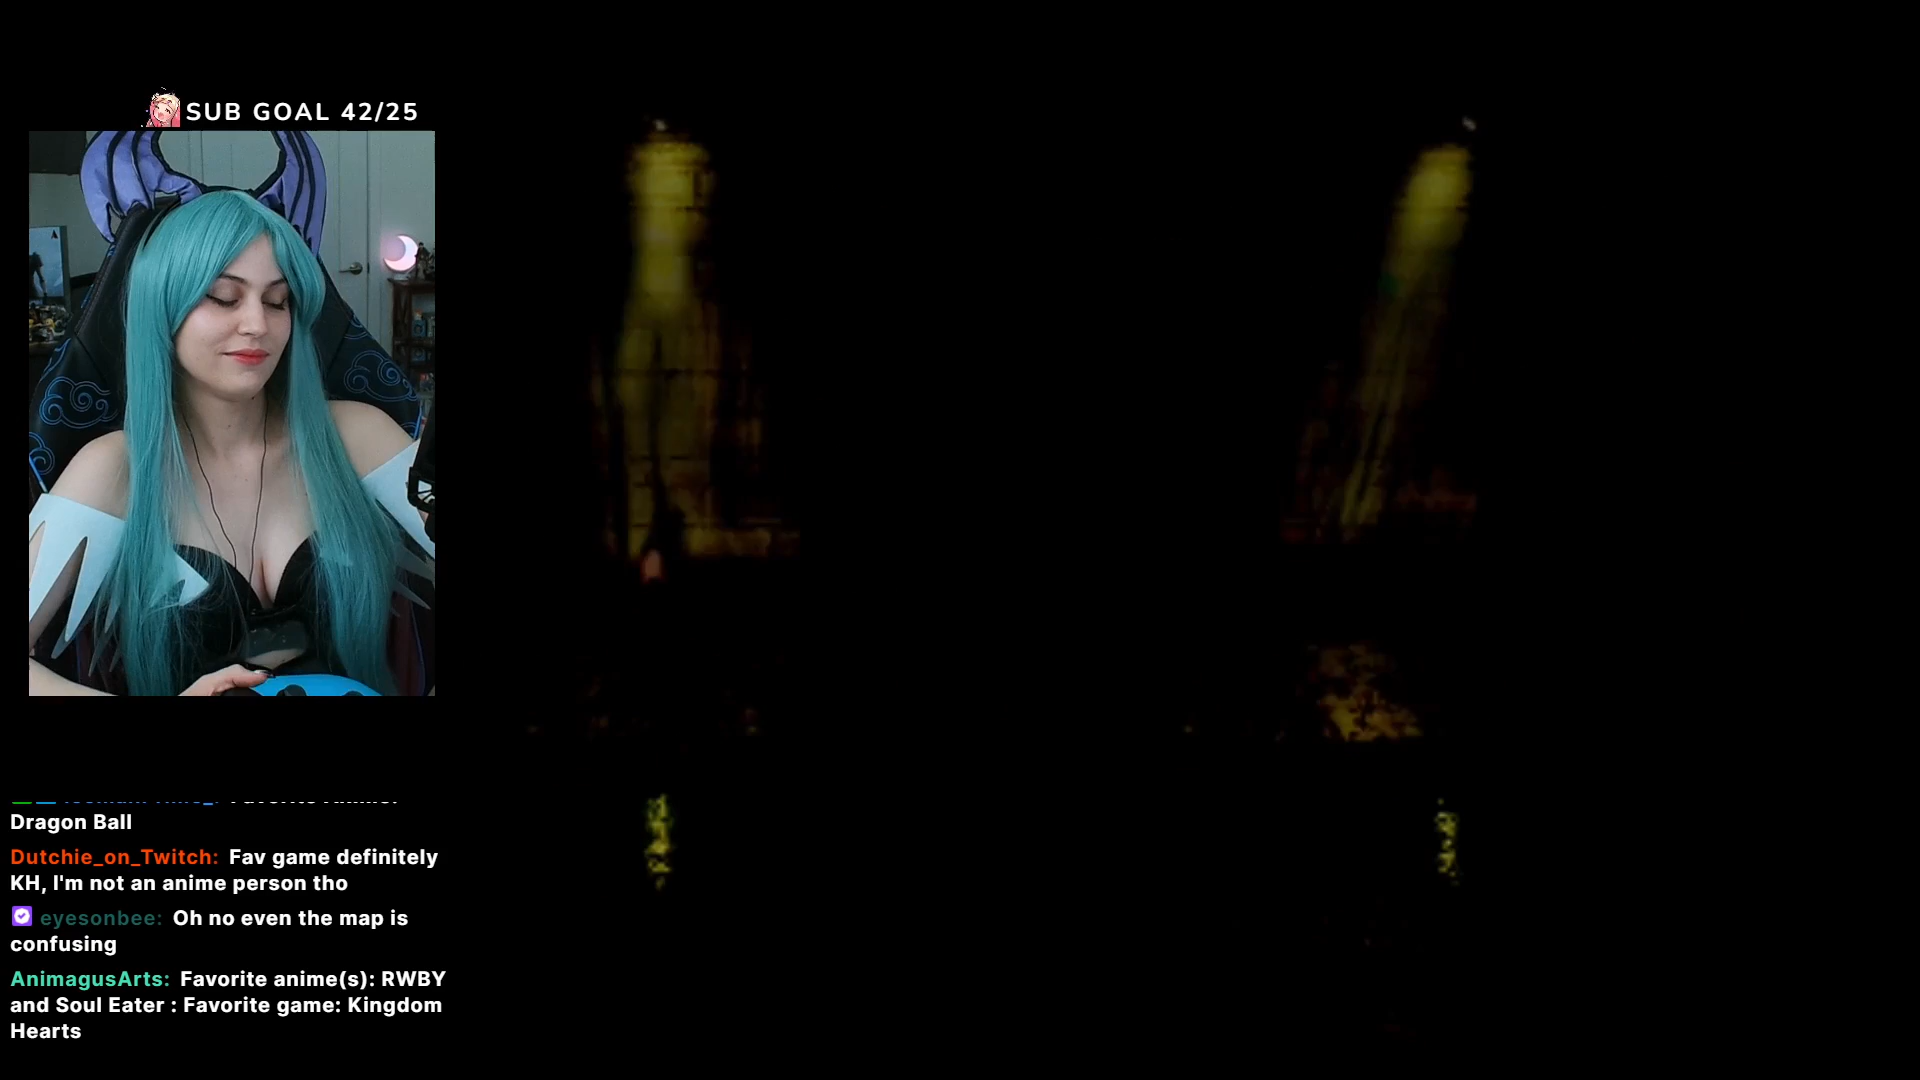 SUB GOAL 42/25
Dragon Ball
Dutchie_on_Twitch: Fav game definitely
KH, I'm not an anime person tho
eyesonbee: Oh no even the map is
confusing
AnimagusArts: Favorite anime(s): RWBY
and Soul Eater : Favorite game: Kingdom
Hearts